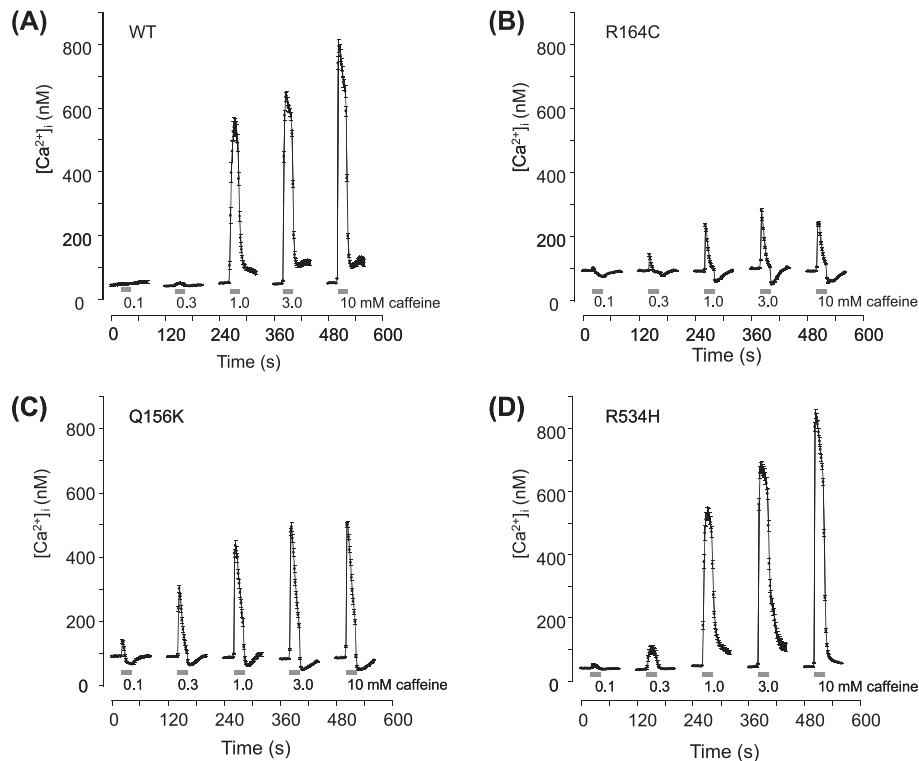 (A)
WT
800
600
400
200
0
[Ca²⁺]ᵢ (nM)
0.1 0.3 1.0 3.0 10 mM caffeine
0 120 240 360 480 600
Time (s)
(B)
R164C
800
600
400
200
0
[Ca²⁺]ᵢ (nM)
0.1 0.3 1.0 3.0 10 mM caffeine
0 120 240 360 480 600
Time (s)
(C)
Q156K
800
600
400
200
0
[Ca²⁺]ᵢ (nM)
0.1 0.3 1.0 3.0 10 mM caffeine
0 120 240 360 480 600
Time (s)
(D)
R534H
800
600
400
200
0
[Ca²⁺]ᵢ (nM)
0.1 0.3 1.0 3.0 10 mM caffeine
0 120 240 360 480 600
Time (s)